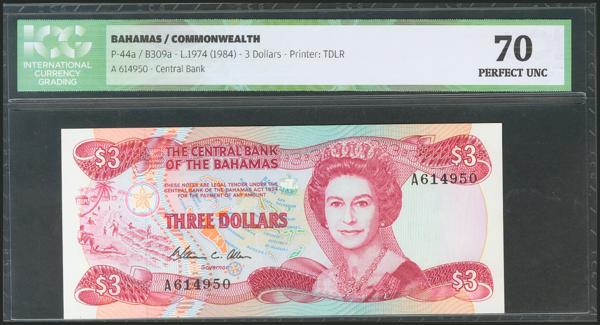 ICG
INTERNATIONAL
CURRENCY
GRADING
BAHAMAS / COMMONWEALTH
P-44a / B309a - L.1974 (1984) - 3 Dollars - Printer: TDLR
A 614950 - Central Bank
70
PERFECT UNC
$3
THE CENTRAL BANK
OF THE BAHAMAS
$3
A614950
THESE NOTES ARE LEGAL TENDER UNDER THE
CENTRAL BANK OF THE BAHAMAS ACT 1974
FOR THE PAYMENT OF ANY AMOUNT
THREE DOLLARS
Governor
$3
A614950
$3